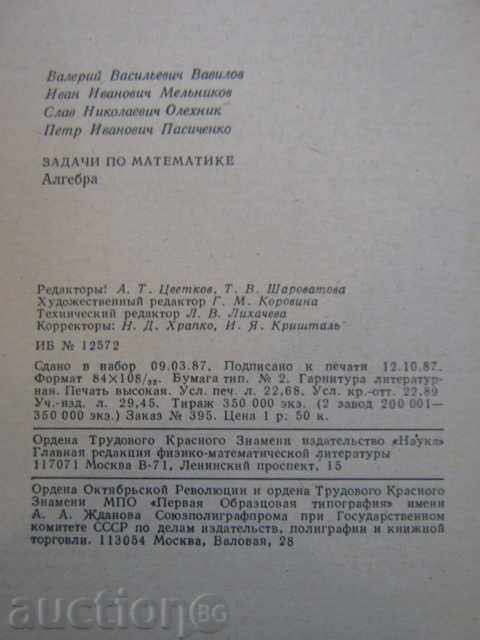 Валерий Васильевич Вавилов
Иван Иванович Мельников
Слав Николаевич Олехник
Петр Иванович Пасиченко
ЗАДАЧИ ПО МАТЕМАТИКЕ
Алгебра
Редакторы: А. Т. Цветков, Т. В. Шароватова
Художественный редактор Г. М. Коровина
Технический редактор Л. В. Лихачева
Корректоры: Н. Д. Храпко, И. Я. Кришталь
ИБ № 12572
Сдано в набор 09.03.87. Подписано к печати 12.10.87.
Формат 84×108/32. Бумага тип. № 2. Гарнитура литератур-
ная. Печать высокая. Усл. печ. л. 22,68. Усл. кр.-отт. 22,89
Уч.-изд. л. 29,45. Тираж 350 000 экз. (2 завод 200 001—
350 000 экз.) Заказ № 395. Цена 1 р. 50 к.
Ордена Трудового Красного Знамени издательство «Наука»
Главная редакция физико-математической литературы
117071 Москва В-71, Ленинский проспект, 15
Ордена Октябрьской Революции и ордена Трудового Красного
Знамени МПО «Первая Образцовая типография» имени
А. А. Жданова Союзполиграфпрома при Государственном
комитете СССР по делам издательств, полиграфии и книжной
торговли. 113054 Москва, Валовая, 28
auction BG